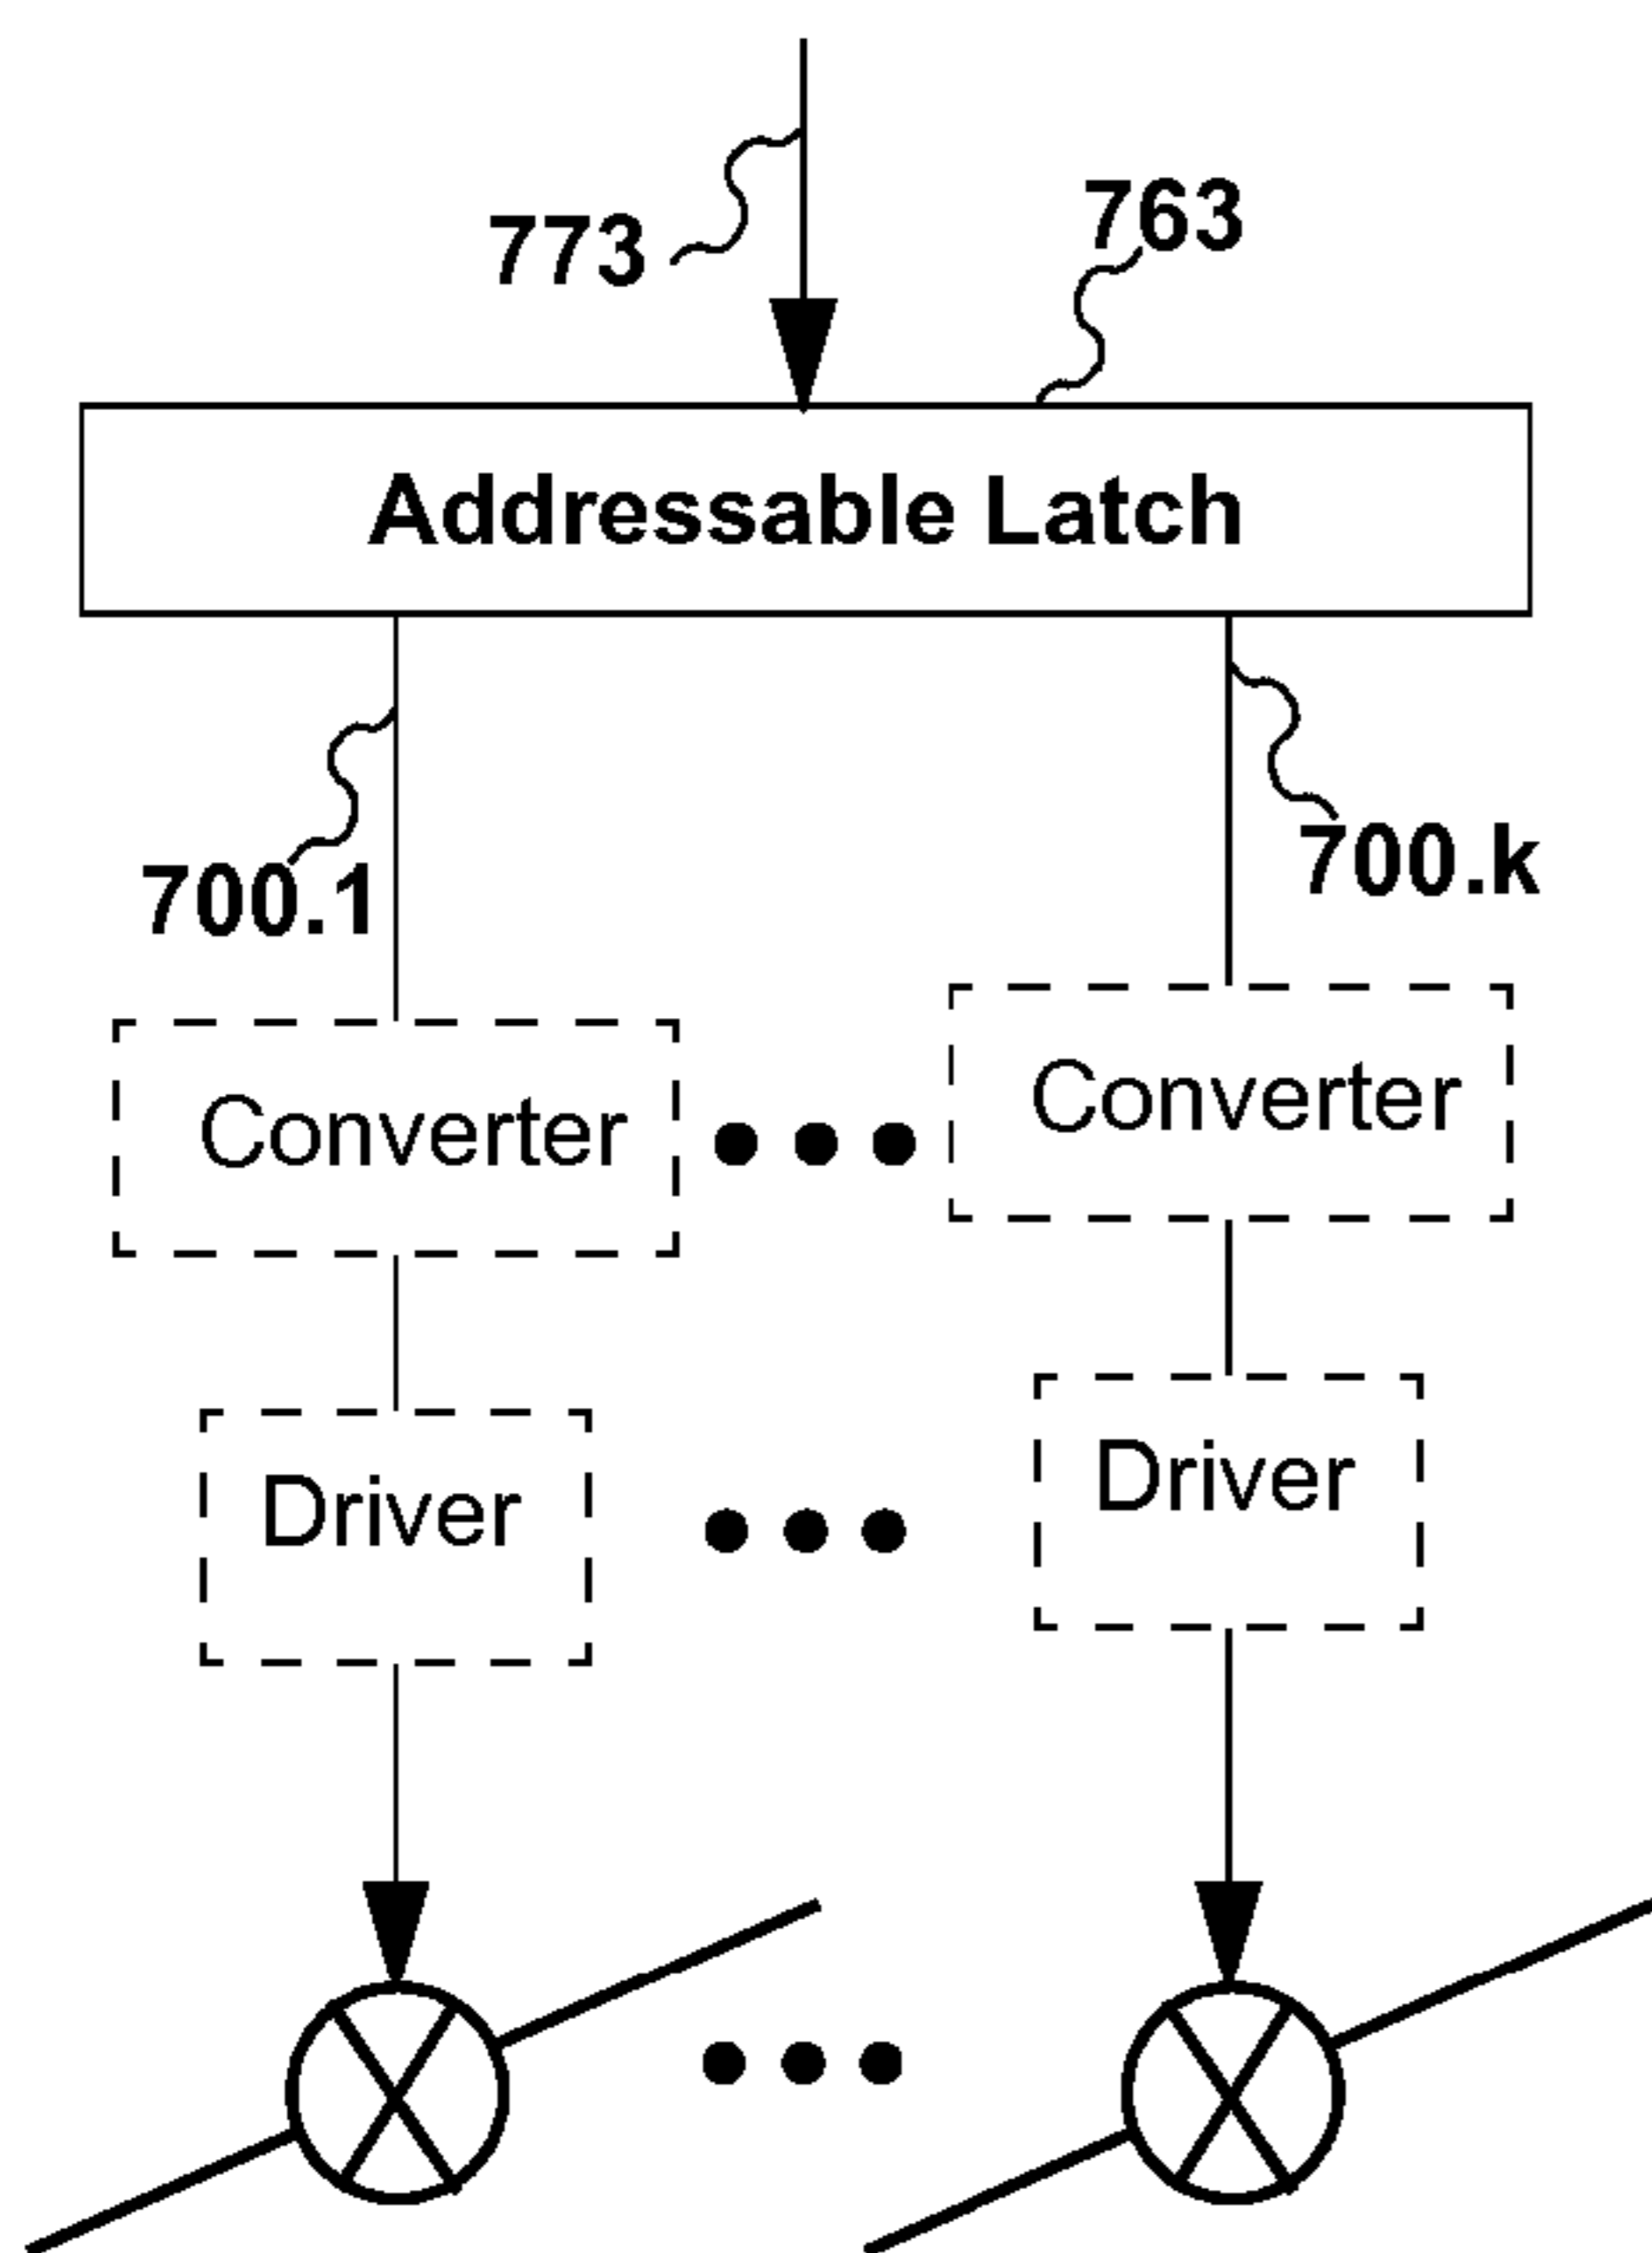 763
773
Addressable Latch
700.k
700.1
Converter
Converter
Driver
Driver